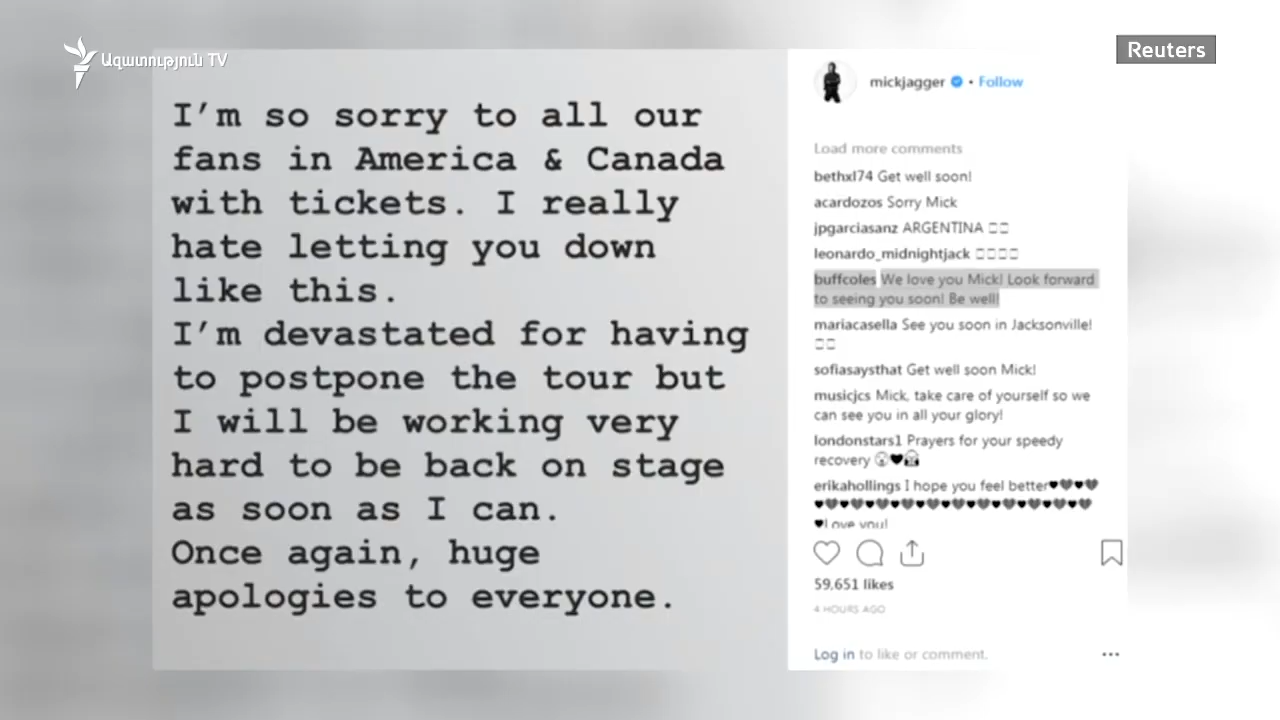 Ազատություն TV
Reuters
I'm so sorry to all our
fans in America & Canada
with tickets. I really
hate letting you down
like this.
I'm devastated for having
to postpone the tour but
I will be working very
hard to be back on stage
as soon as I can.
Once again, huge
apologies to everyone.
mickjagger • Follow
Load more comments
bethxl74 Get well soon!
acardozos Sorry Mick
jpgarciasanz ARGENTINA □□
leonardo_midnightjack □□□□
buffcoles We love you Mick! Look forward
to seeing you soon! Be well!
mariacasella See you soon in Jacksonville!
□□
sofiasaysthat Get well soon Mick!
musicjcs Mick, take care of yourself so we
can see you in all your glory!
londonstars1 Prayers for your speedy
recovery
erikahollings I hope you feel better♥♥♥♥
♥♥♥♥♥♥♥♥♥♥♥♥♥♥♥♥♥♥♥♥♥♥
♥Love you!
59,651 likes
4 HOURS AGO
Log in to like or comment.